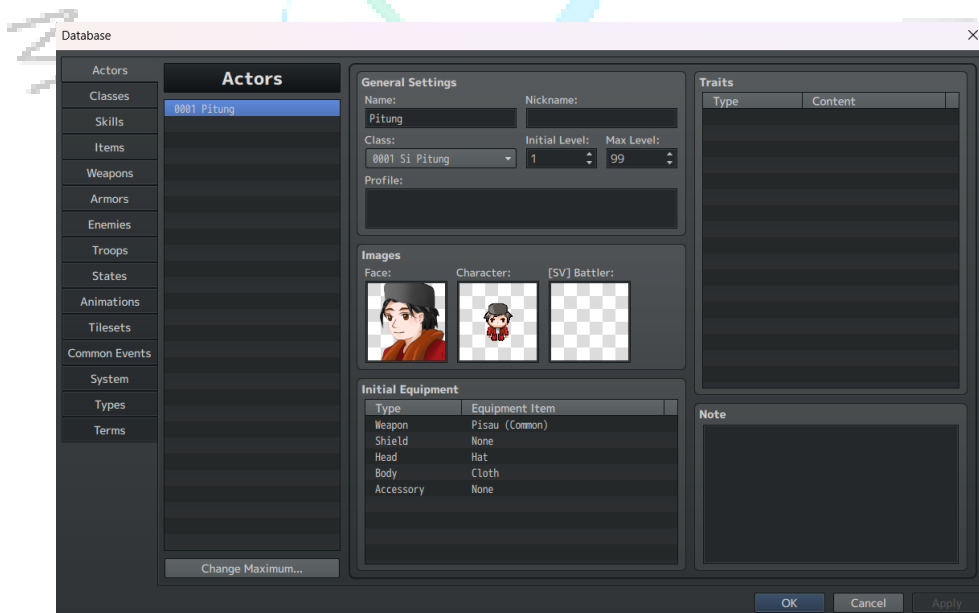 Database
Actors
Classes
Skills
Items
Weapons
Armors
Enemies
Troops
States
Animations
Tilesets
Common Events
System
Types
Terms
Actors
0001 Pitung
Change Maximum...
General Settings
Name:
Nickname:
Pitung
Class:
Initial Level:
Max Level:
0001 Si Pitung
1
99
Profile:
Images
Face:
Character:
[SV] Battler:
Initial Equipment
Type
Equipment Item
Weapon
Pisau (Common)
Shield
None
Head
Hat
Body
Cloth
Accessory
None
Traits
Type
Content
Note
OK
Cancel
Apply